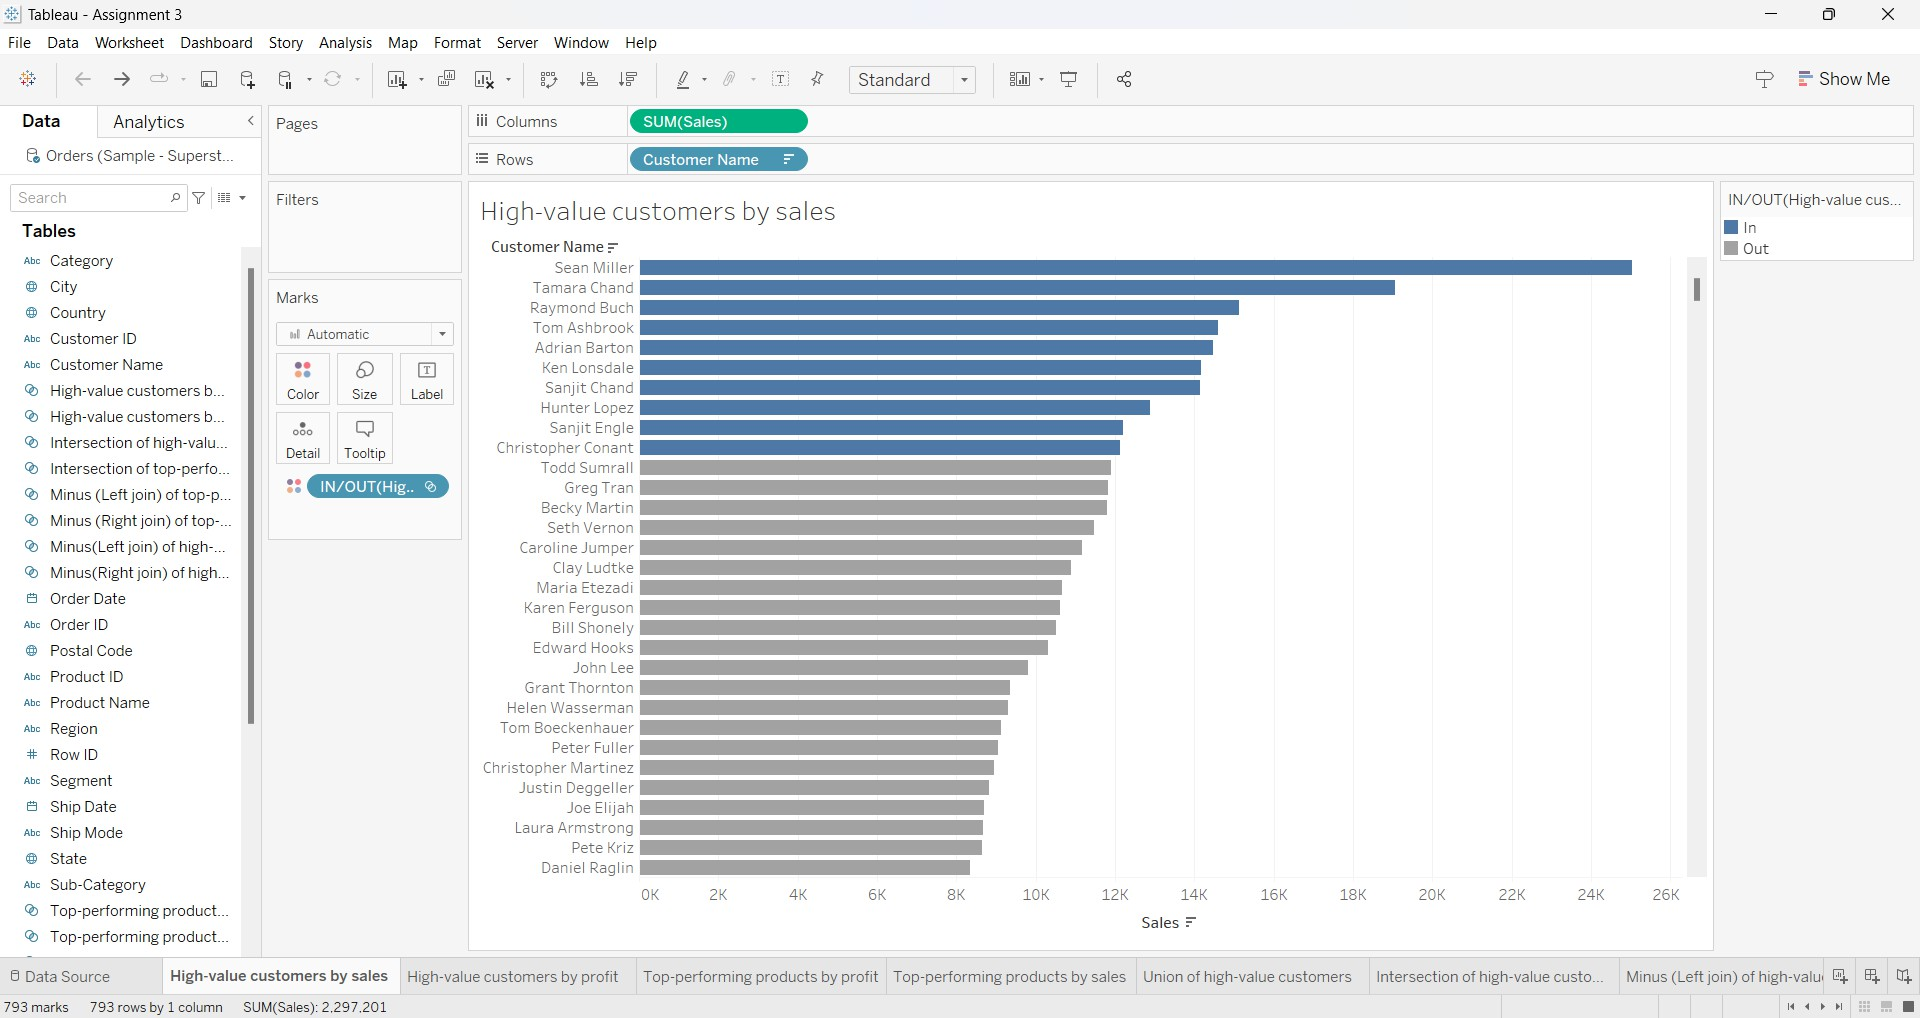 Tableau - Assignment 3
File Data Worksheet Dashboard Story Analysis Map Format Server Window Help
Standard
Show Me
Data
Analytics
Orders (Sample - Superst...
Search
Tables
Abc Category
City
Country
Abc Customer ID
Abc Customer Name
High-value customers b...
High-value customers b...
Intersection of high-valu...
Intersection of top-perfo...
Minus (Left join) of top-p...
Minus (Right join) of top-...
Minus(Left join) of high-...
Minus(Right join) of high...
Order Date
Abc Order ID
Postal Code
Abc Product ID
Abc Product Name
Abc Region
# Row ID
Abc Segment
Ship Date
Abc Ship Mode
State
Abc Sub-Category
Top-performing product...
Top-performing product...
Pages
Filters
Marks
Automatic
Color
Size
T
Label
Detail
Tooltip
IN/OUT(Hig..
Columns
SUM(Sales)
Rows
Customer Name
High-value customers by sales
Customer Name
Sean Miller
Tamara Chand
Raymond Buch
Tom Ashbrook
Adrian Barton
Ken Lonsdale
Sanjit Chand
Hunter Lopez
Sanjit Engle
Christopher Conant
Todd Sumrall
Greg Tran
Becky Martin
Seth Vernon
Caroline Jumper
Clay Ludtke
Maria Etezadi
Karen Ferguson
Bill Shonely
Edward Hooks
John Lee
Grant Thornton
Helen Wasserman
Tom Boeckenhauer
Peter Fuller
Christopher Martinez
Justin Deggeller
Joe Elijah
Laura Armstrong
Pete Kriz
Daniel Raglin
0K 2K 4K 6K 8K 10K 12K 14K 16K 18K 20K 22K 24K 26K
Sales
IN/OUT(High-value cus...
In
Out
Data Source
High-value customers by sales
High-value customers by profit
Top-performing products by profit
Top-performing products by sales
Union of high-value customers
Intersection of high-value custo...
Minus (Left join) of high-valu
793 marks 793 rows by 1 column SUM(Sales): 2,297,201